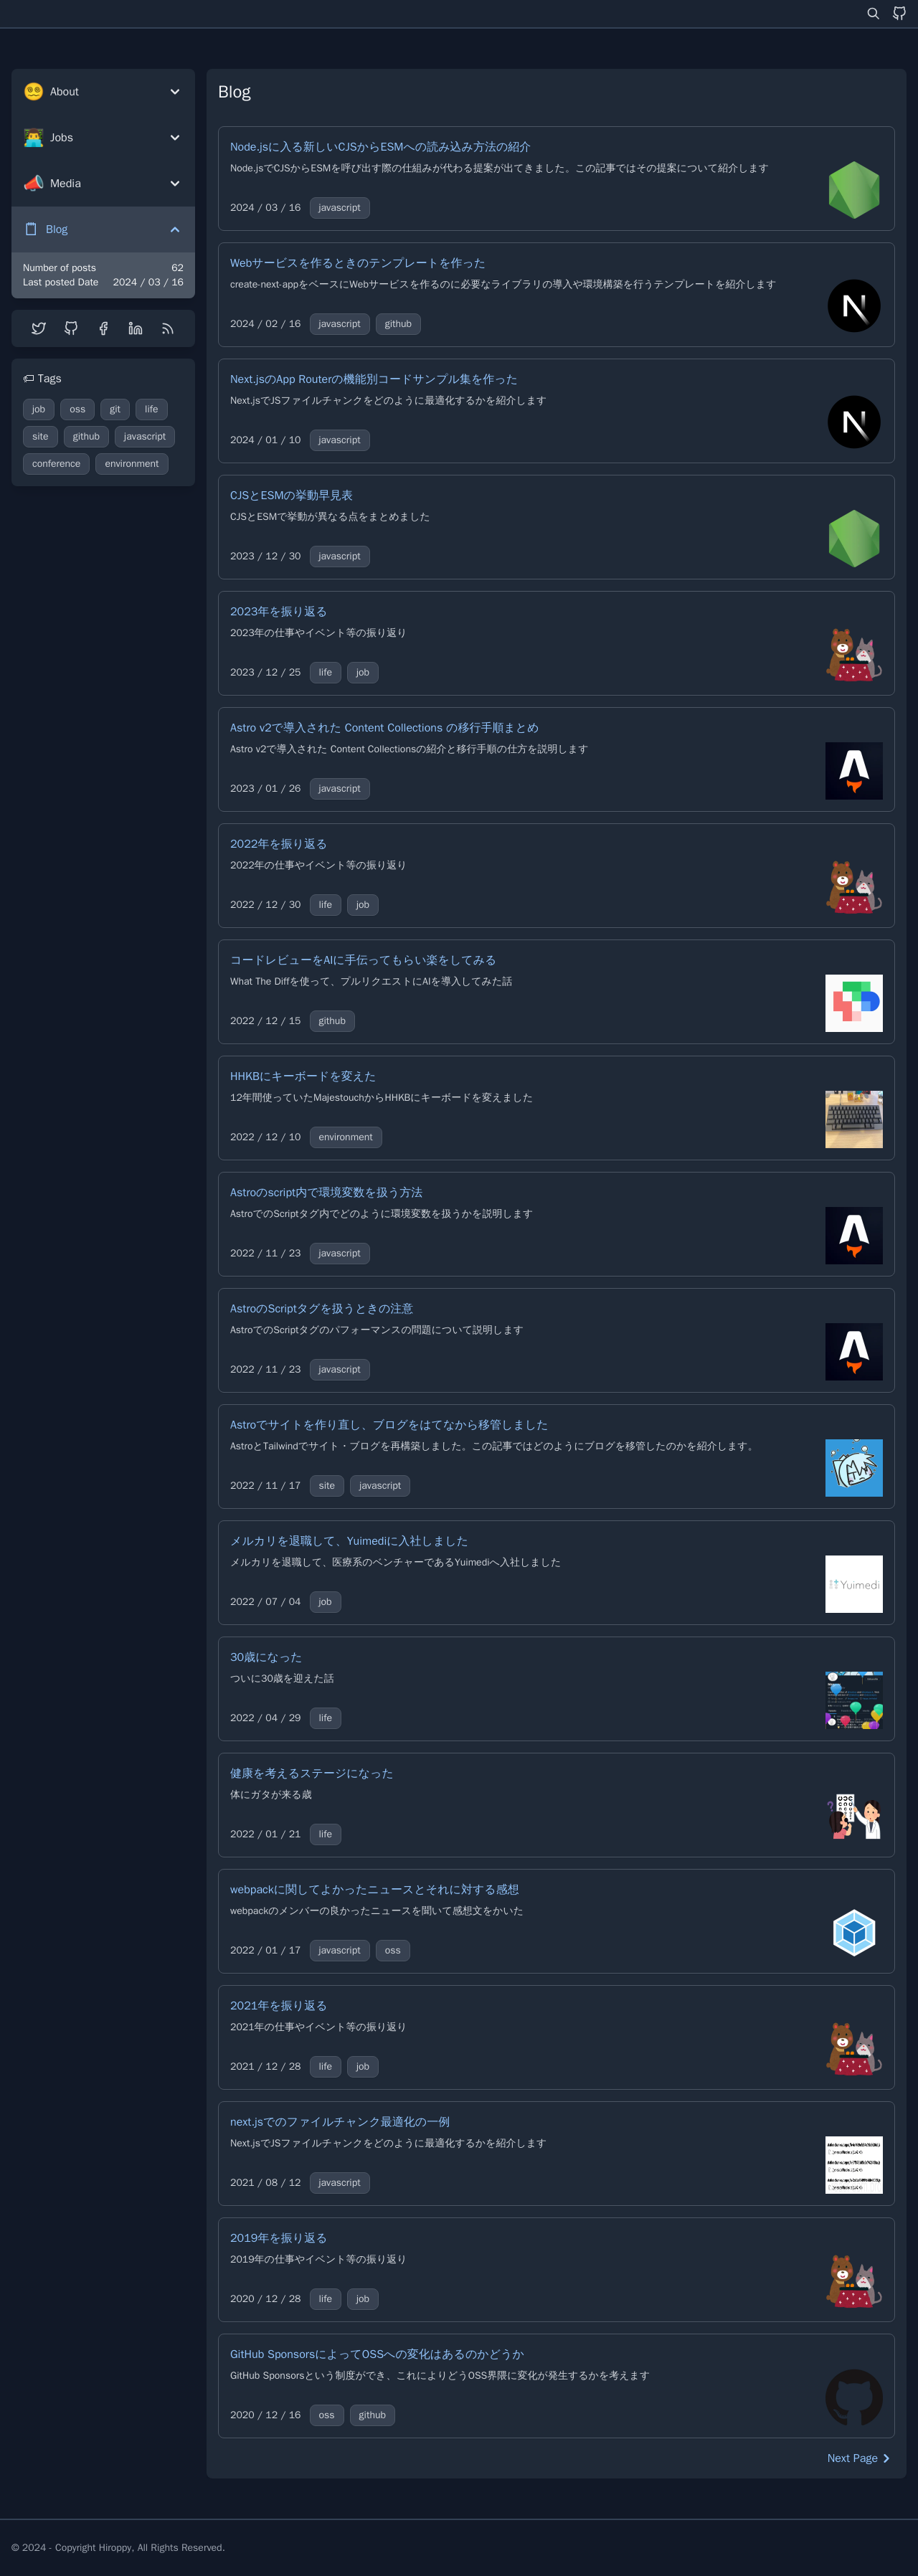 About
Jobs
Media
Blog
Number of posts 62
Last posted Date 2024 / 03 / 16
Tags
job oss git life
site github javascript
conference environment
Blog
Node.jsに入る新しいCJSからESMへの読み込み方法の紹介
Node.jsでCJSからESMを呼び出す際の仕組みが代わる提案が出てきました。この記事ではその提案について紹介します
2024 / 03 / 16 javascript
Webサービスを作るときのテンプレートを作った
create-next-appをベースにWebサービスを作るのに必要なライブラリの導入や環境構築を行うテンプレートを紹介します
2024 / 02 / 16 javascript github
Next.jsのApp Routerの機能別コードサンプル集を作った
Next.jsでJSファイルチャンクをどのように最適化するかを紹介します
2024 / 01 / 10 javascript
CJSとESMの挙動早見表
CJSとESMで挙動が異なる点をまとめました
2023 / 12 / 30 javascript
2023年を振り返る
2023年の仕事やイベント等の振り返り
2023 / 12 / 25 life job
Astro v2で導入された Content Collections の移行手順まとめ
Astro v2で導入された Content Collectionsの紹介と移行手順の仕方を説明します
2023 / 01 / 26 javascript
2022年を振り返る
2022年の仕事やイベント等の振り返り
2022 / 12 / 30 life job
コードレビューをAIに手伝ってもらい楽をしてみる
What The Diffを使って、プルリクエストにAIを導入してみた話
2022 / 12 / 15 github
HHKBにキーボードを変えた
12年間使っていたMajestouchからHHKBにキーボードを変えました
2022 / 12 / 10 environment
Astroのscript内で環境変数を扱う方法
AstroでのScriptタグ内でどのように環境変数を扱うかを説明します
2022 / 11 / 23 javascript
AstroのScriptタグを扱うときの注意
AstroでのScriptタグのパフォーマンスの問題について説明します
2022 / 11 / 23 javascript
Astroでサイトを作り直し、ブログをはてなから移管しました
AstroとTailwindでサイト・ブログを再構築しました。この記事ではどのようにブログを移管したのかを紹介します。
2022 / 11 / 17 site javascript
メルカリを退職して、Yuimediに入社しました
メルカリを退職して、医療系のベンチャーであるYuimediへ入社しました
2022 / 07 / 04 job
Yuimedi
30歳になった
ついに30歳を迎えた話
2022 / 04 / 29 life
健康を考えるステージになった
体にガタが来る歳
2022 / 01 / 21 life
webpackに関してよかったニュースとそれに対する感想
webpackのメンバーの良かったニュースを聞いて感想文をかいた
2022 / 01 / 17 javascript oss
2021年を振り返る
2021年の仕事やイベント等の振り返り
2021 / 12 / 28 life job
next.jsでのファイルチャンク最適化の一例
Next.jsでJSファイルチャンクをどのように最適化するかを紹介します
2021 / 08 / 12 javascript
2019年を振り返る
2019年の仕事やイベント等の振り返り
2020 / 12 / 28 life job
GitHub SponsorsによってOSSへの変化はあるのかどうか
GitHub Sponsorsという制度ができ、これによりどうOSS界隈に変化が発生するかを考えます
2020 / 12 / 16 oss github
Next Page
© 2024 - Copyright Hiroppy, All Rights Reserved.